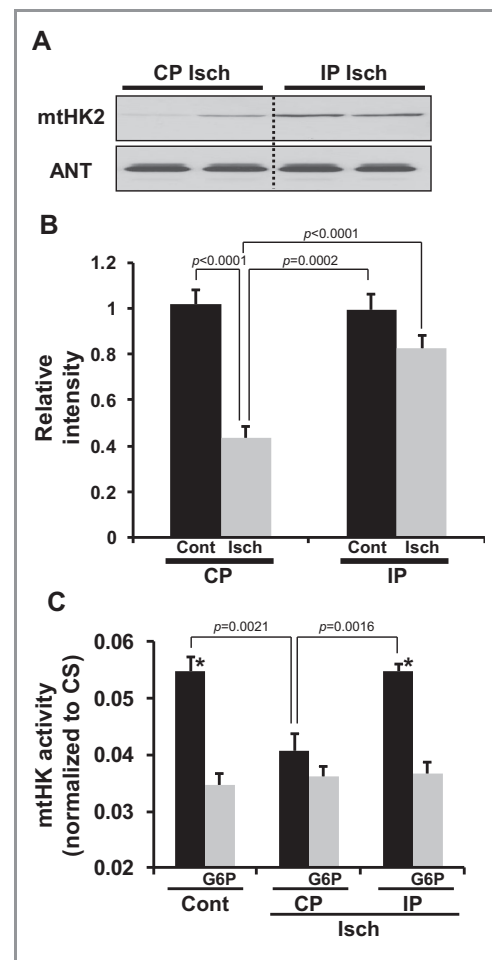 A
CP Isch IP Isch
mtHK2
ANT
B
p<0.0001
p<0.0001 p=0.0002
1.2
1
0.8
0.6
0.4
0.2
0
Relative
intensity
Cont Isch Cont Isch
CP IP
C
p=0.0021 p=0.0016
0.06
0.05
0.04
0.03
0.02
mtHK activity
(normalized to CS)
* *
G6P G6P G6P
Cont CP IP
Isch